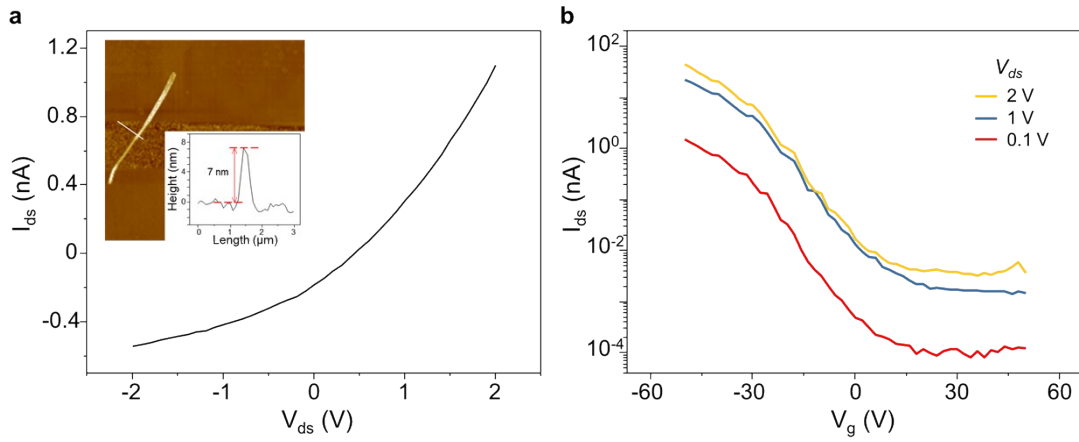 a
1.2
0.8
0.4
0
-0.4
I_ds (nA)
-2 -1 0 1 2
V_ds (V)
8
4
0
Height (nm)
7 nm
0 1 2 3
Length (µm)
b
10^2
10^0
10^-2
10^-4
I_ds (nA)
V_ds
2 V
1 V
0.1 V
-60 -30 0 30 60
V_g (V)